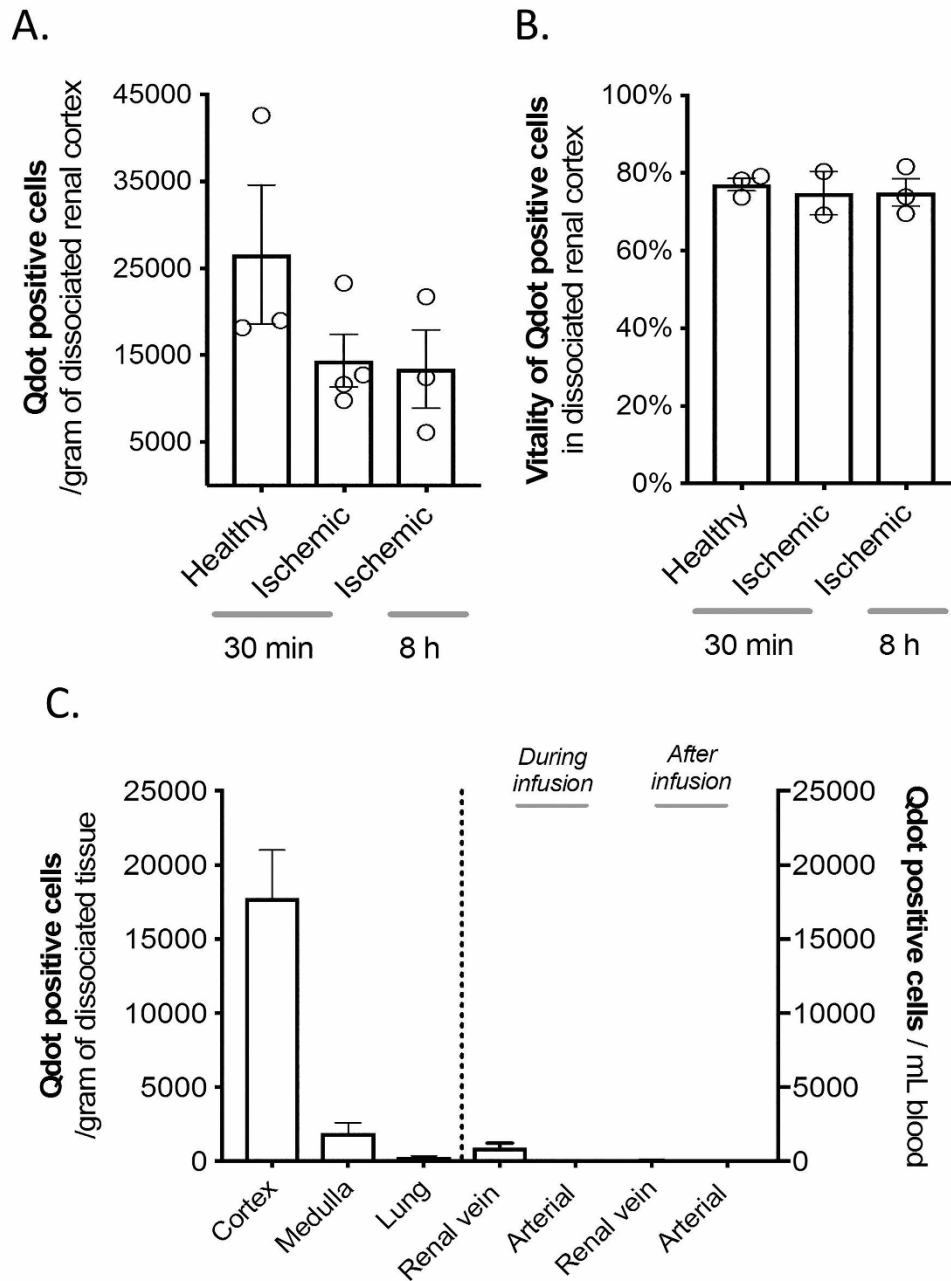 A.
Qdot positive cells
/gram of dissociated renal cortex
45000
35000
25000
15000
5000
Healthy
Ischemic
Ischemic
30 min
8 h
B.
Vitality of Qdot positive cells
in dissociated renal cortex
100%
80%
60%
40%
20%
0%
Healthy
Ischemic
Ischemic
30 min
8 h
C.
Qdot positive cells
/gram of dissociated tissue
25000
20000
15000
10000
5000
0
During
infusion
After
infusion
25000
20000
15000
10000
5000
0
Qdot positive cells / mL blood
Cortex
Medulla
Lung
Renal vein
Arterial
Renal vein
Arterial